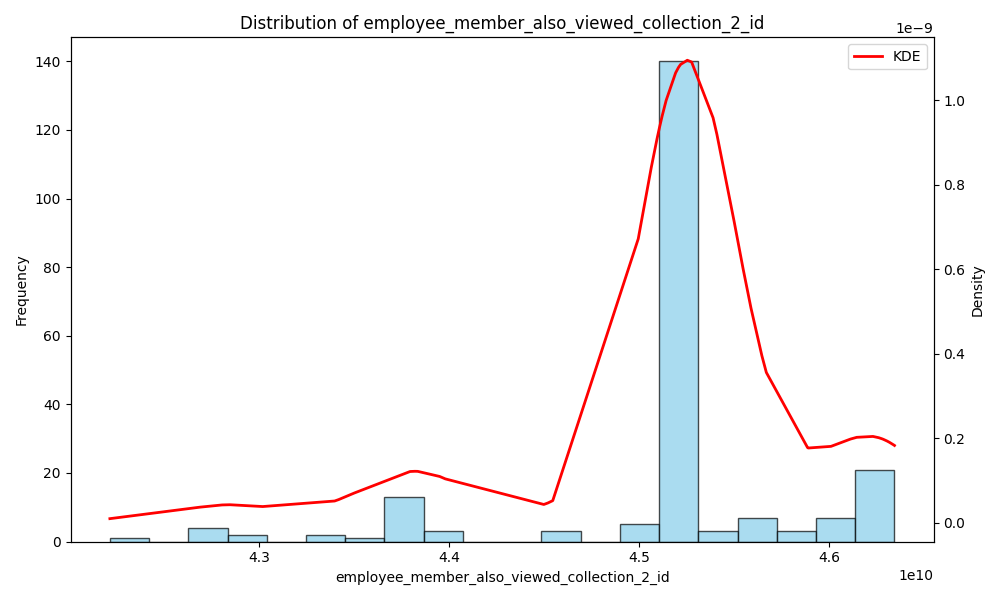 Distribution of employee_member_also_viewed_collection_2_id
1e−9
KDE
140
120
100
80
60
40
20
0
Frequency
1.0
0.8
0.6
0.4
0.2
0.0
Density
4.3
4.4
4.5
4.6
1e10
employee_member_also_viewed_collection_2_id